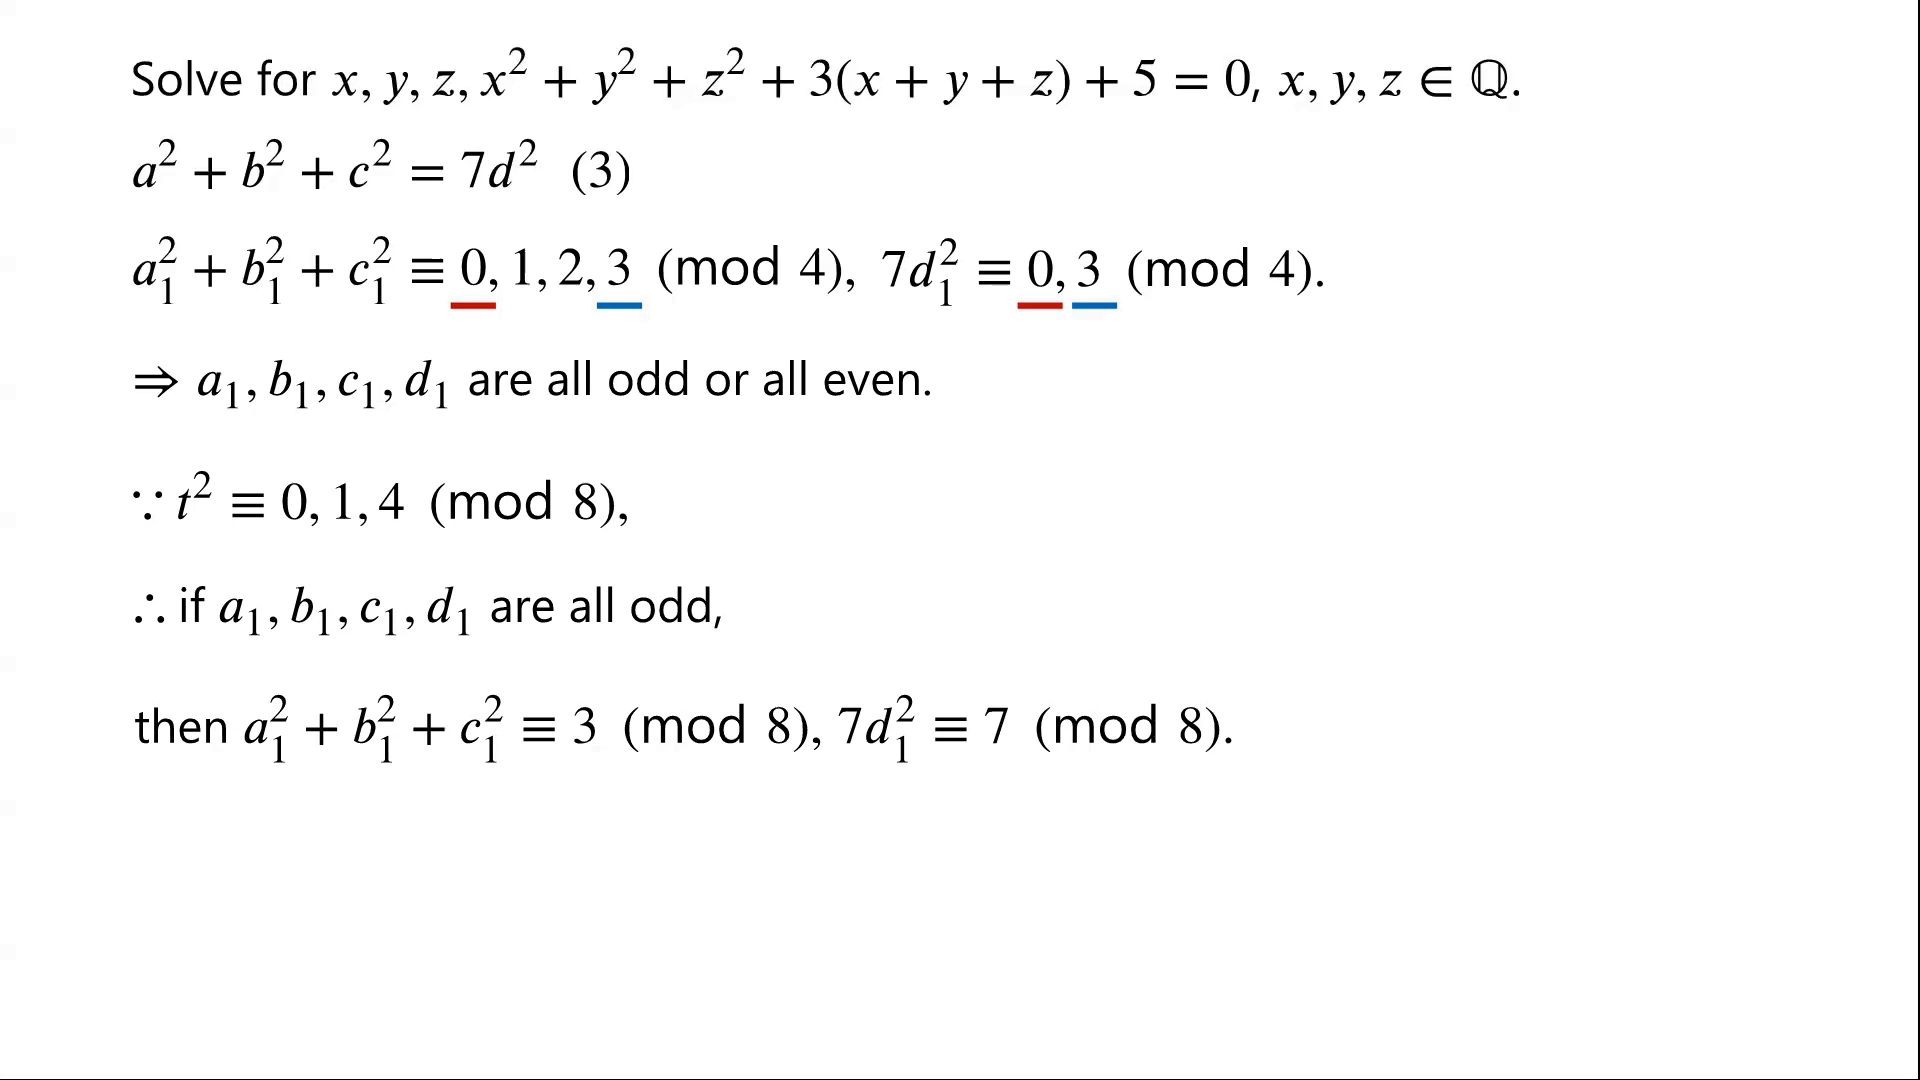 Solve for x, y, z, x² + y² + z² + 3(x + y + z) + 5 = 0, x, y, z ∈ ℚ.
a² + b² + c² = 7d² (3)
a₁² + b₁² + c₁² ≡ 0, 1, 2, 3 (mod 4), 7d₁² ≡ 0, 3 (mod 4).
⇒ a₁, b₁, c₁, d₁ are all odd or all even.
∵ t² ≡ 0, 1, 4 (mod 8),
∴ if a₁, b₁, c₁, d₁ are all odd,
then a₁² + b₁² + c₁² ≡ 3 (mod 8), 7d₁² ≡ 7 (mod 8).